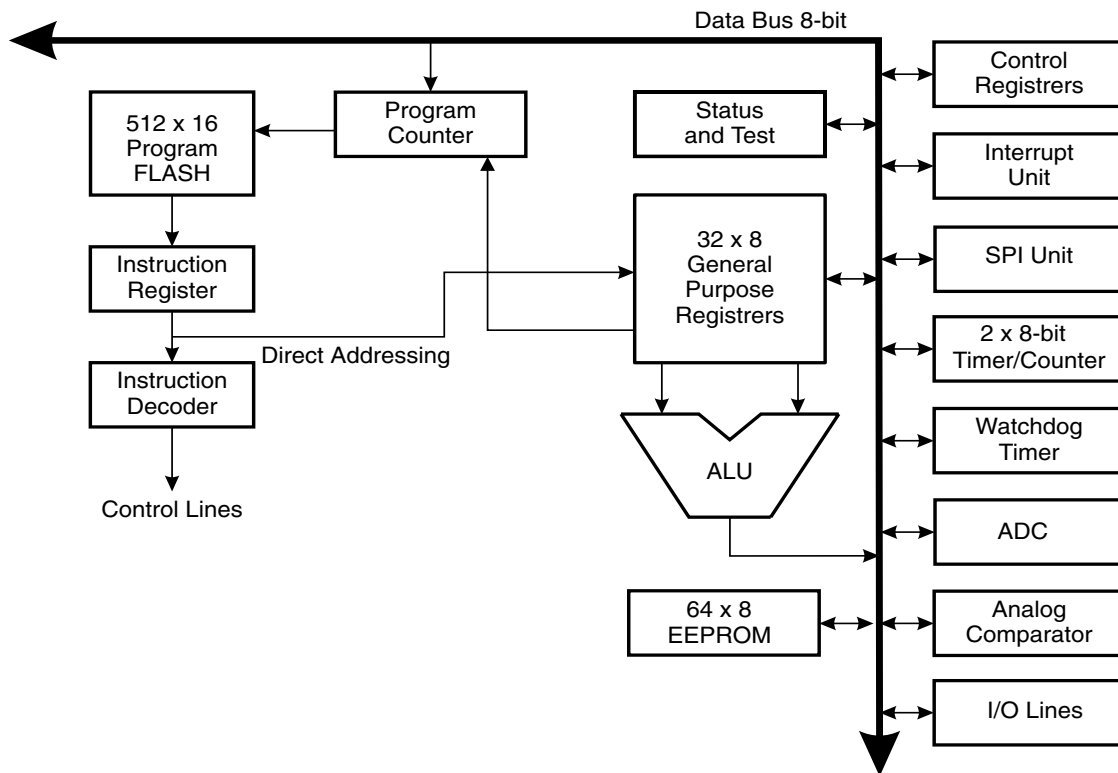 Data Bus 8-bit
512 x 16
Program
FLASH
Program
Counter
Status
and Test
Control
Registrers
Interrupt
Unit
Instruction
Register
32 x 8
General
Purpose
Registrers
SPI Unit
Direct Addressing
2 x 8-bit
Timer/Counter
Instruction
Decoder
Watchdog
Timer
ALU
Control Lines
ADC
64 x 8
EEPROM
Analog
Comparator
I/O Lines